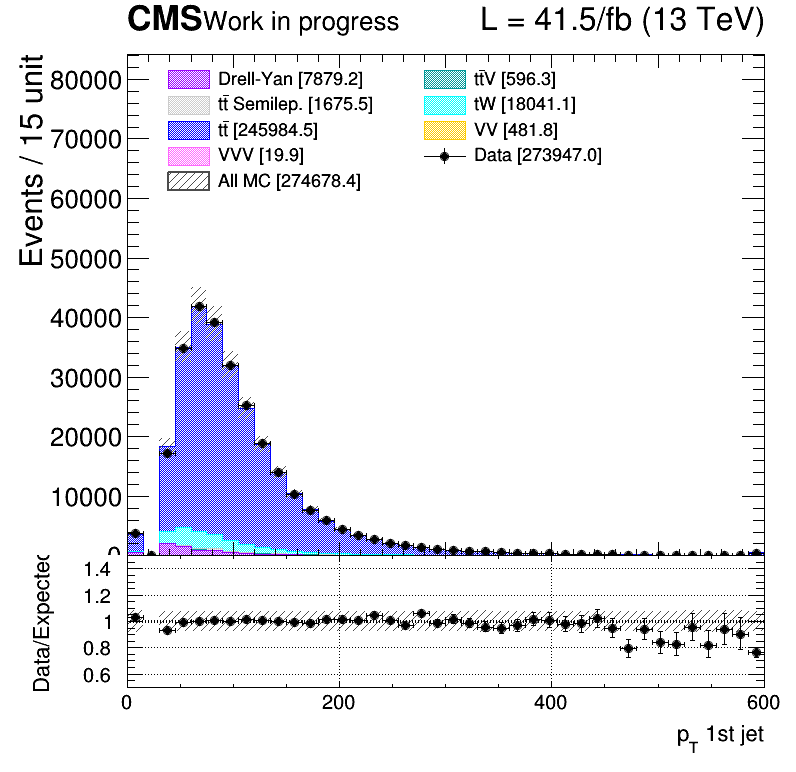 CMS Work in progress L = 41.5/fb (13 TeV)
Events / 15 unit
80000
70000
60000
50000
40000
30000
20000
10000
0
Drell-Yan [7879.2]
tt̄ Semilep. [1675.5]
tt̄ [245984.5]
VVV [19.9]
All MC [274678.4]
tt̄V [596.3]
tW [18041.1]
VV [481.8]
Data [273947.0]
Data/Expected
1.4
1.2
1
0.8
0.6
0 200 400 600
p_T 1st jet